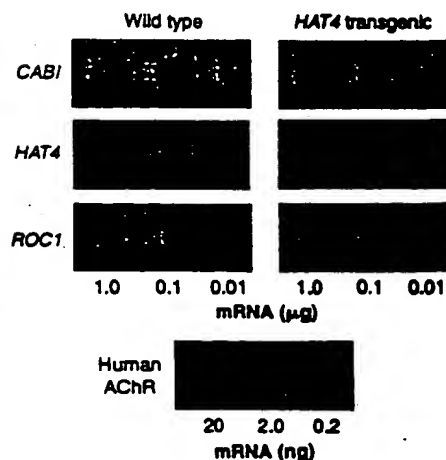 Wild type HAT4 transgenic
CABI
HAT4
ROC1
1.0 0.1 0.01 1.0 0.1 0.01
mRNA (μg)
Human
AChR
20 2.0 0.2
mRNA (ng)